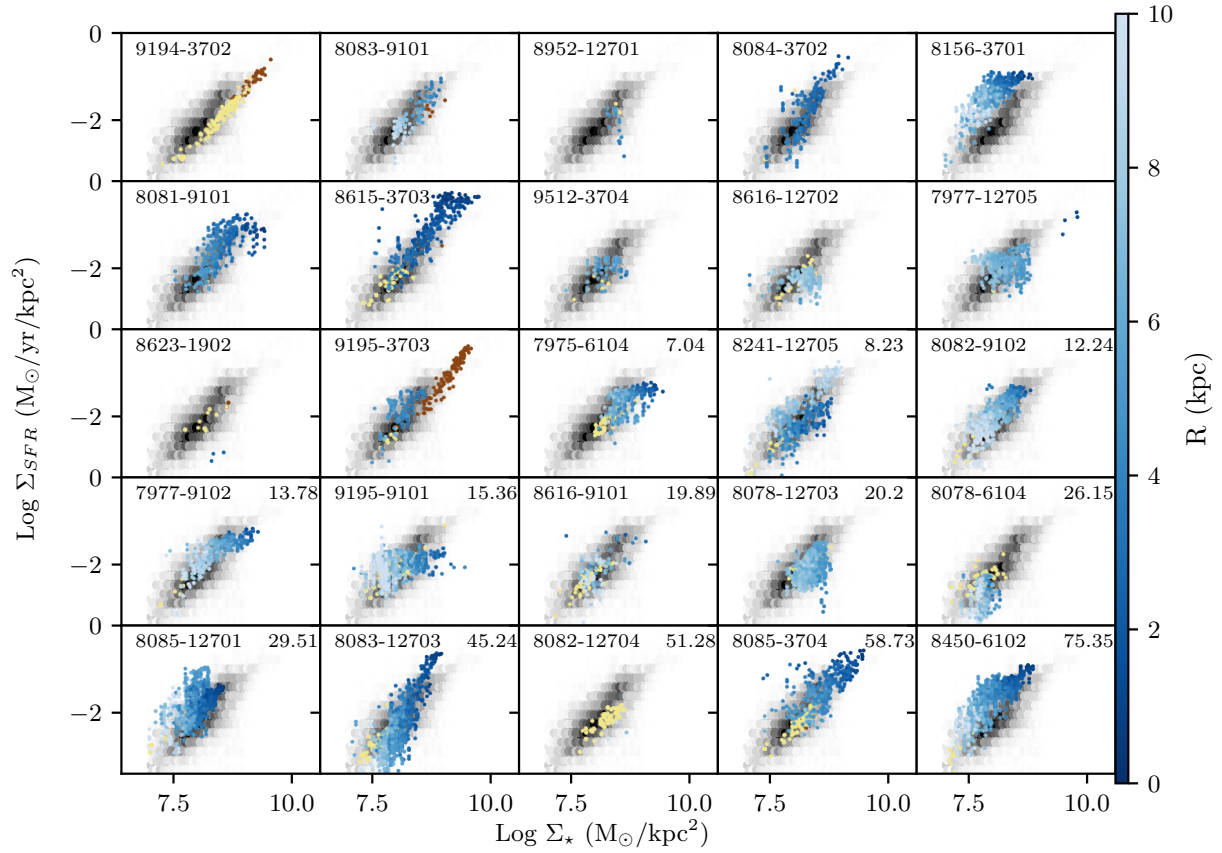 9194-3702 8083-9101 8952-12701 8084-3702 8156-3701
8081-9101 8615-3703 9512-3704 8616-12702 7977-12705
8623-1902 9195-3703 7975-6104 7.04 8241-12705 8.23 8082-9102 12.24
7977-9102 13.78 9195-9101 15.36 8616-9101 19.89 8078-12703 20.2 8078-6104 26.15
8085-12701 29.51 8083-12703 45.24 8082-12704 51.28 8085-3704 58.73 8450-6102 75.35
0
−2
0
−2
0
−2
0
−2
0
−2
7.5 10.0 7.5 10.0 7.5 10.0 7.5 10.0 7.5 10.0
Log Σ⋆ (M⊙/kpc²)
Log Σ_SFR (M⊙/yr/kpc²)
10
8
6
4
2
0
R (kpc)